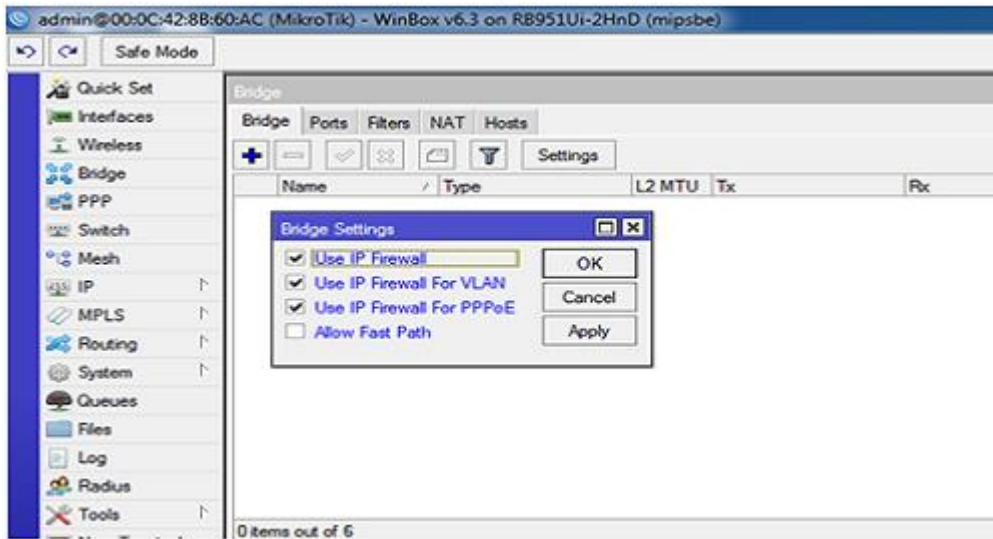 admin@00:0C:42:8B:60:AC (MikroTik) - WinBox v6.3 on RB951Ui-2HnD (mipsbe)
Safe Mode
Quick Set
Interfaces
Wireless
Bridge
PPP
Switch
Mesh
IP
MPLS
Routing
System
Queues
Files
Log
Radius
Tools
Bridge
Bridge Ports Filters NAT Hosts
Settings
Name / Type L2 MTU Tx Rx
Bridge Settings
Use IP Firewall
Use IP Firewall For VLAN
Use IP Firewall For PPPoE
Allow Fast Path
OK
Cancel
Apply
0 items out of 6